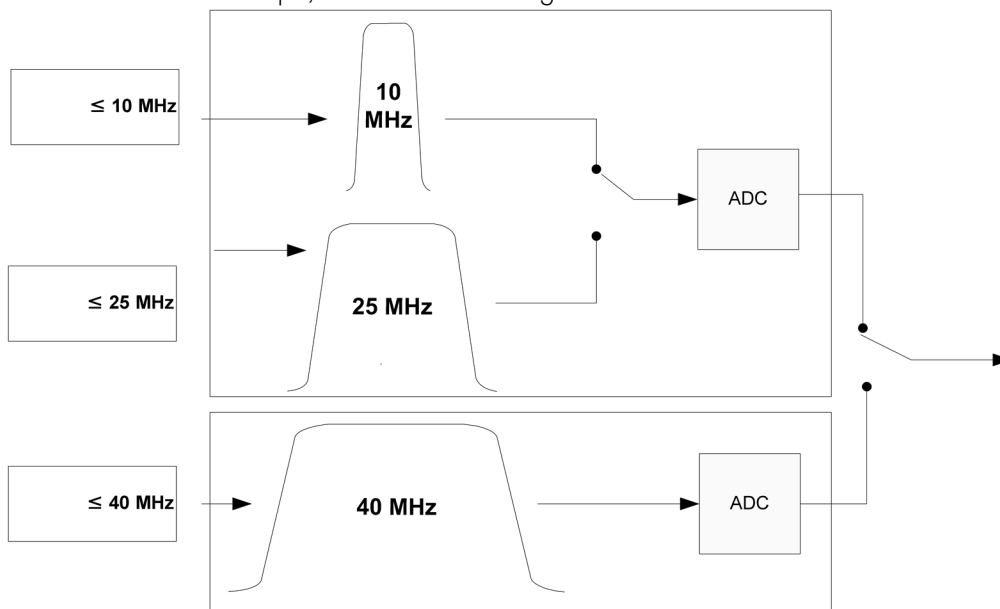 ≤ 10 MHz
10
MHz
ADC
≤ 25 MHz
25 MHz
≤ 40 MHz
40 MHz
ADC